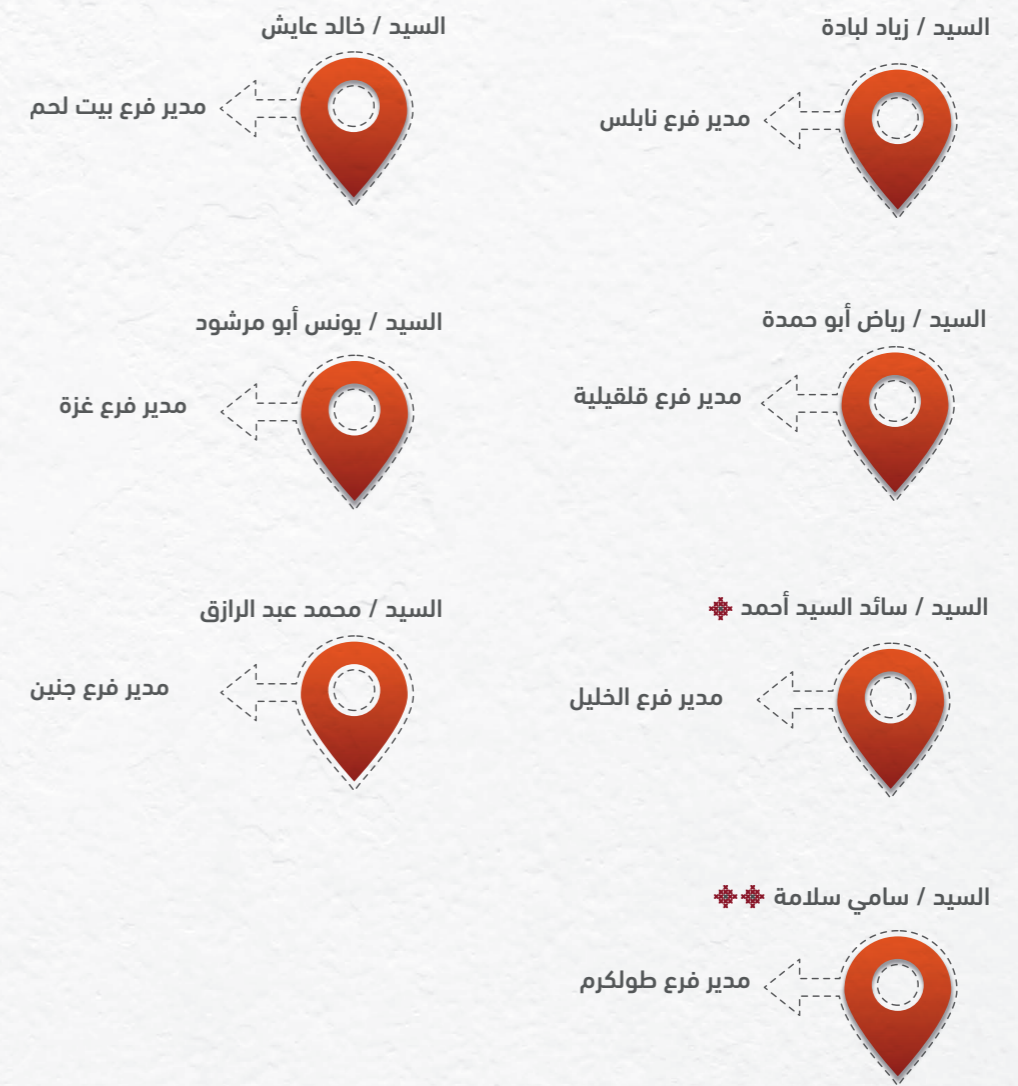 السيد / زياد لبادة
مدير فرع نابلس
السيد / خالد عايش
مدير فرع بيت لحم
السيد / رياض أبو حمدة
مدير فرع قلقيلية
السيد / يونس أبو مرشود
مدير فرع غزة
السيد / سائد السيد أحمد
مدير فرع الخليل
السيد / محمد عبد الرازق
مدير فرع جنين
السيد / سامي سلامة
مدير فرع طولكرم